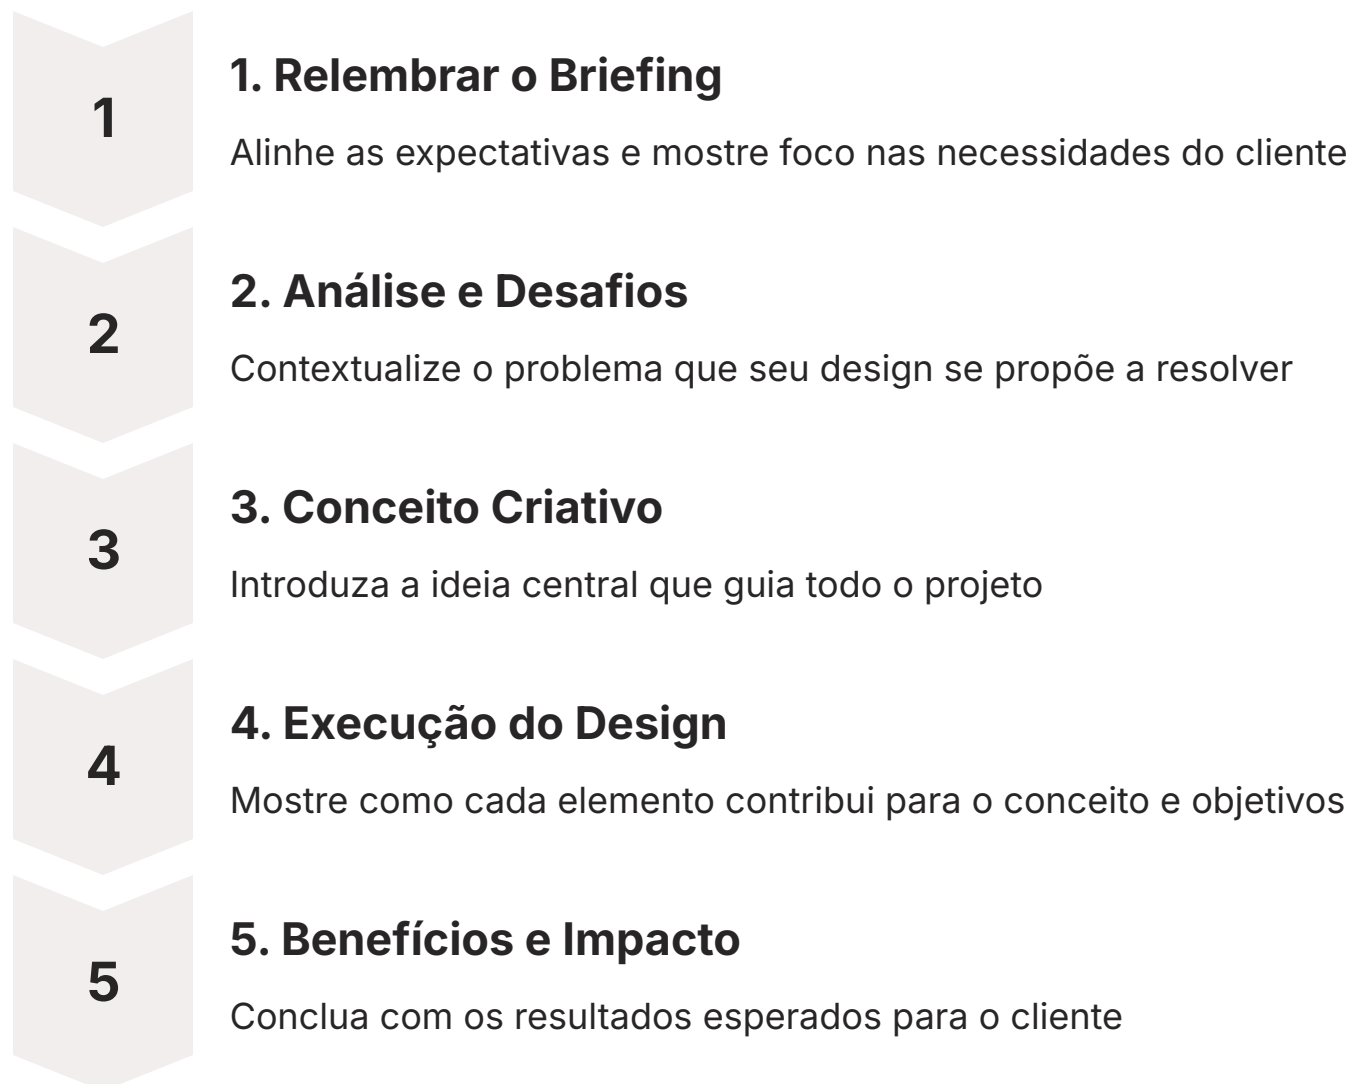 1
1. Relembrar o Briefing
Alinhe as expectativas e mostre foco nas necessidades do cliente
2
2. Análise e Desafios
Contextualize o problema que seu design se propõe a resolver
3
3. Conceito Criativo
Introduza a ideia central que guia todo o projeto
4
4. Execução do Design
Mostre como cada elemento contribui para o conceito e objetivos
5
5. Benefícios e Impacto
Conclua com os resultados esperados para o cliente